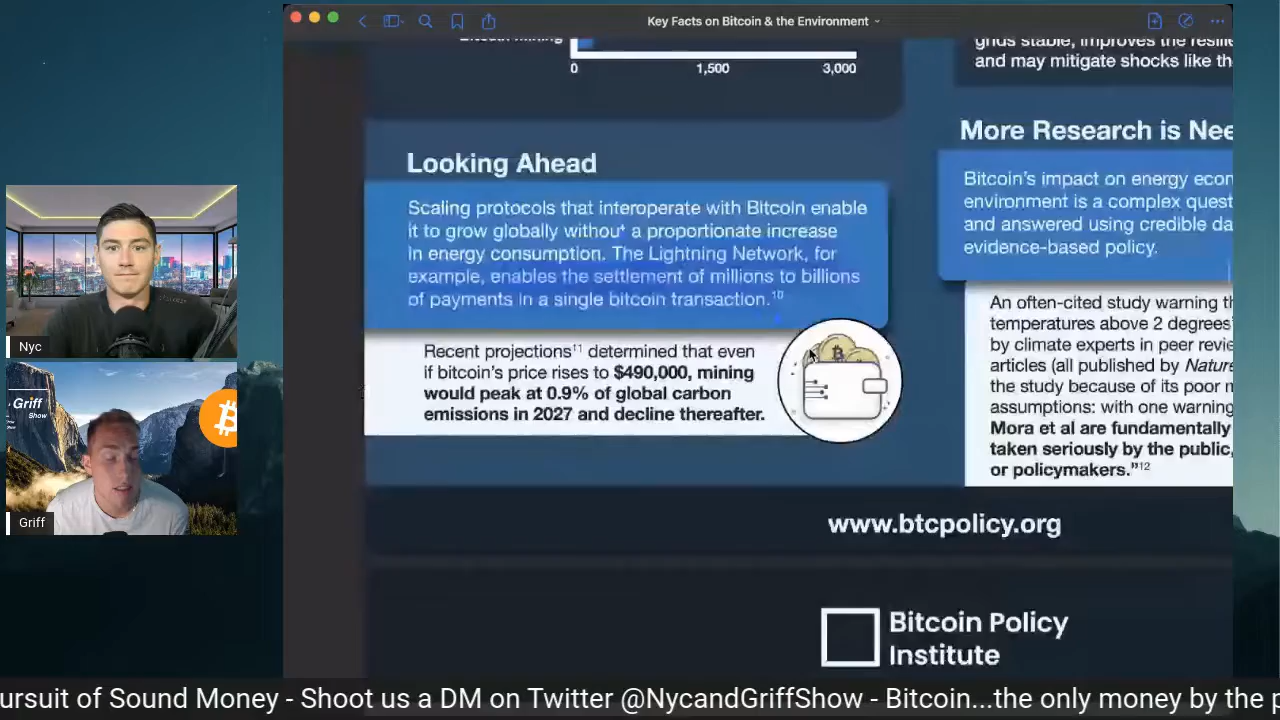 Key Facts on Bitcoin & the Environment
Bitcoin Mining
0 1,500 3,000
grids stable, improves the resilie
and may mitigate shocks like th
Looking Ahead
Scaling protocols that interoperate with Bitcoin enable
it to grow globally without a proportionate increase
in energy consumption. The Lightning Network, for
example, enables the settlement of millions to billions
of payments in a single bitcoin transaction.10
Recent projections11 determined that even
if bitcoin's price rises to $490,000, mining
would peak at 0.9% of global carbon
emissions in 2027 and decline thereafter.
More Research is Nee
Bitcoin's impact on energy econ
environment is a complex quest
and answered using credible da
evidence-based policy.
An often-cited study warning th
temperatures above 2 degrees
by climate experts in peer revie
articles (all published by Nature
the study because of its poor m
assumptions: with one warning
Mora et al are fundamentally
taken seriously by the public,
or policymakers."12
www.btcpolicy.org
Bitcoin Policy
Institute
Nyc
Griff
Show
Griff
ursuit of Sound Money - Shoot us a DM on Twitter @NycandGriffShow - Bitcoin...the only money by the p